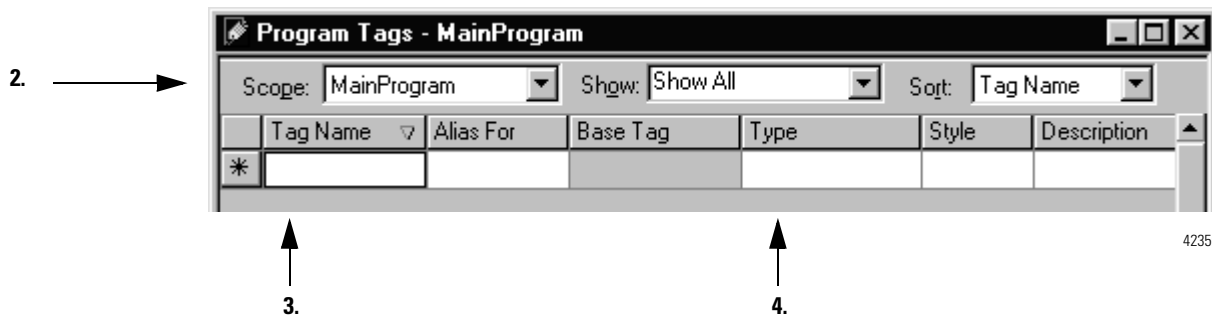 Program Tags - MainProgram
2. Scope: MainProgram Show: Show All Sort: Tag Name
Tag Name Alias For Base Tag Type Style Description
*
4235
3. 4.